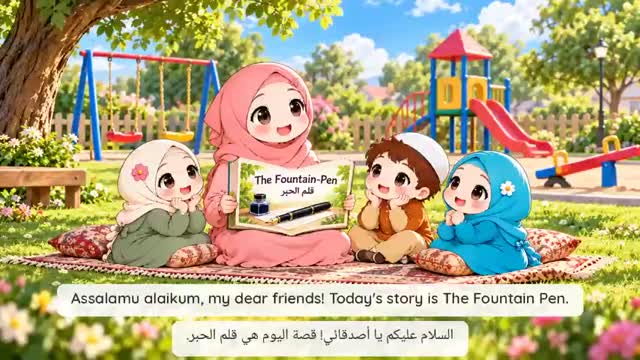 The Fountain-Pen
قلم الحبر
Assalamu alaikum, my dear friends! Today's story is The Fountain Pen.
السلام عليكم يا أصدقائي! قصة اليوم هي قلم الحبر.